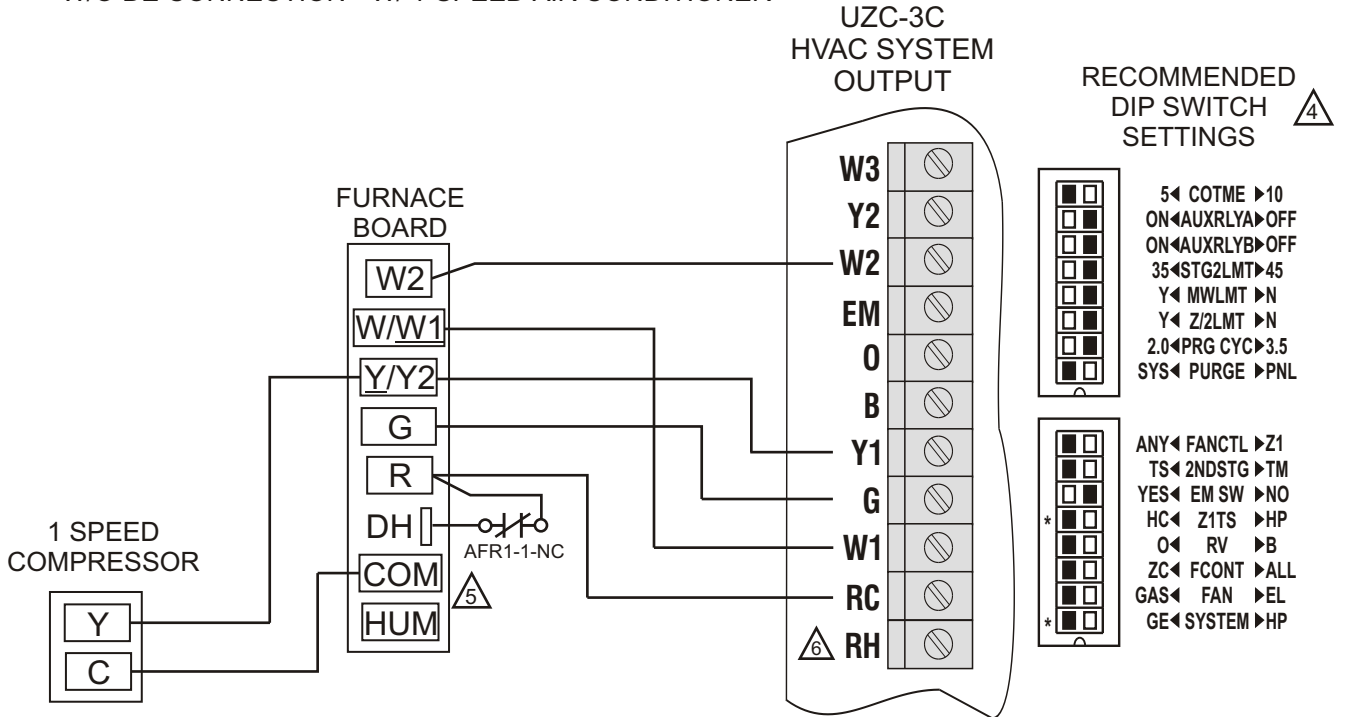 UZC-3C
HVAC SYSTEM
OUTPUT
RECOMMENDED
DIP SWITCH
SETTINGS
4
FURNACE
BOARD
W2
W/W1
Y/Y2
G
R
DH
COM
HUM
AFR1-1-NC
5
1 SPEED
COMPRESSOR
Y
C
W3
Y2
W2
EM
O
B
Y1
G
W1
RC
6 RH
5◀ COTME ▶10
ON◀AUXRLYA▶OFF
ON◀AUXRLYB▶OFF
35◀STG2LMT▶45
Y◀ MWLMT ▶N
Y◀ Z/2LMT ▶N
2.0◀PRG CYC▶3.5
SYS◀ PURGE ▶PNL
ANY◀ FANCTL ▶Z1
TS◀ 2NDSTG ▶TM
YES◀ EM SW ▶NO
* HC◀ Z1TS ▶HP
O◀ RV ▶B
ZC◀ FCONT ▶ALL
GAS◀ FAN ▶EL
* GE◀ SYSTEM ▶HP